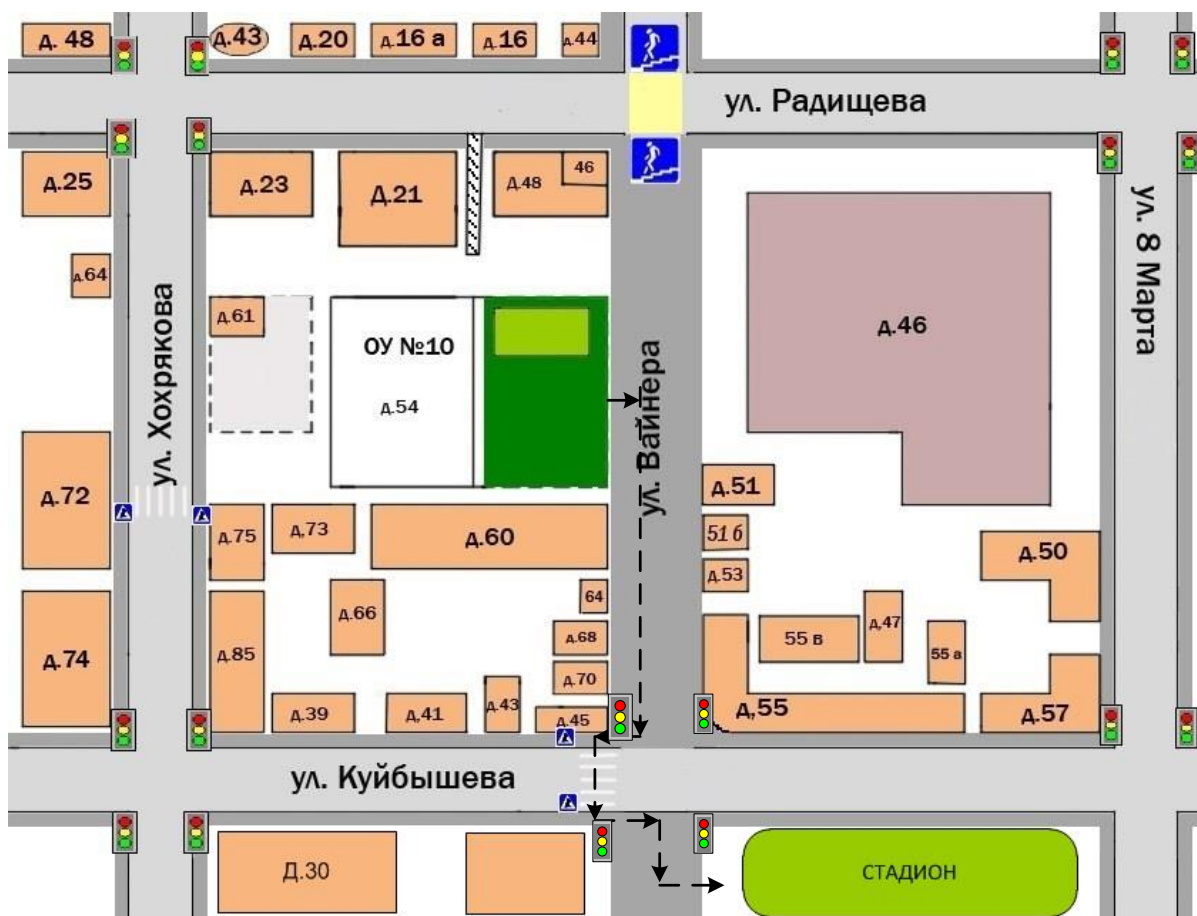 д. 48
д.43
д.20
д.16 а
д.16
д.44
ул. Радищева
д.25
д.23
Д.21
д.48
46
д.64
д.61
ОУ №10
д.54
ул. Хохрякова
ул. Вайнера
д.46
ул. 8 Марта
д.72
д.75
д,73
д.60
д.51
51 б
д.53
д.50
д.74
д.85
д.66
64
д.68
д.70
55 в
д,47
55 а
д.39
д,41
д.43
д.45
д,55
д.57
ул. Куйбышева
Д.30
СТАДИОН